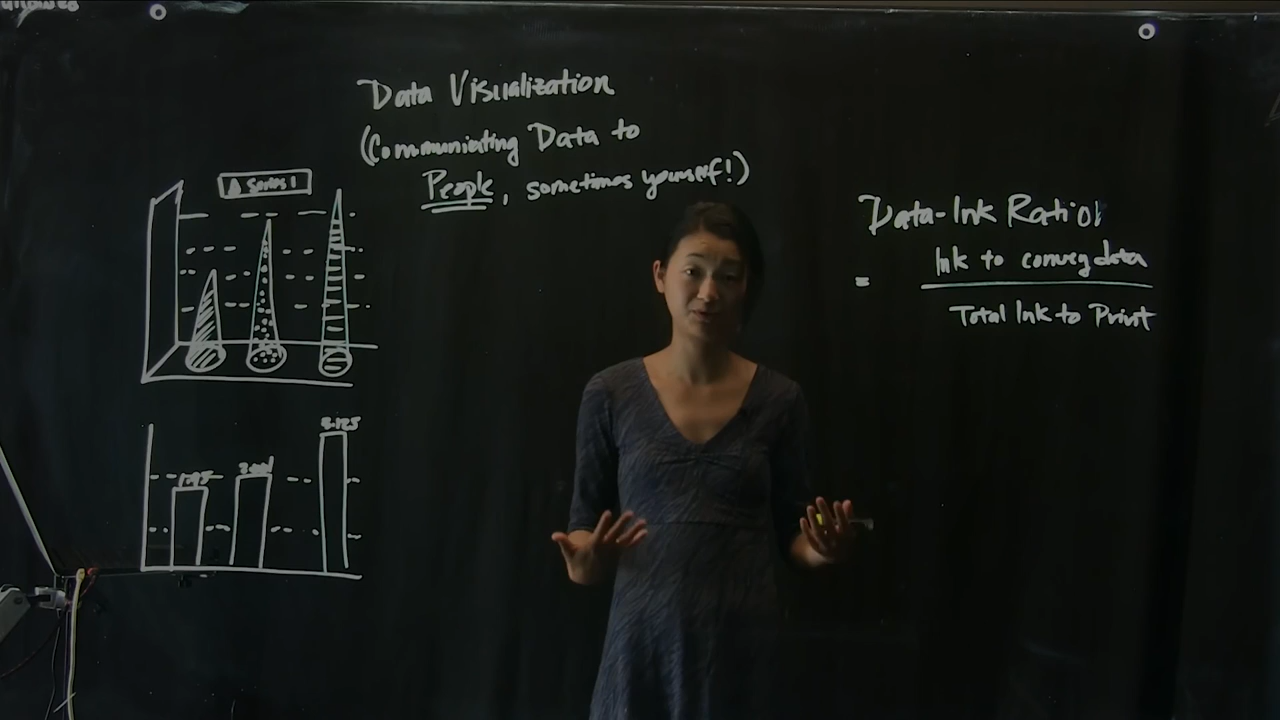 Data Visualization
(Communiating Data to
People, sometimes yourself!)
Series 1
Data-Ink Ratio
Ink to convey data
=
Total Ink to Print